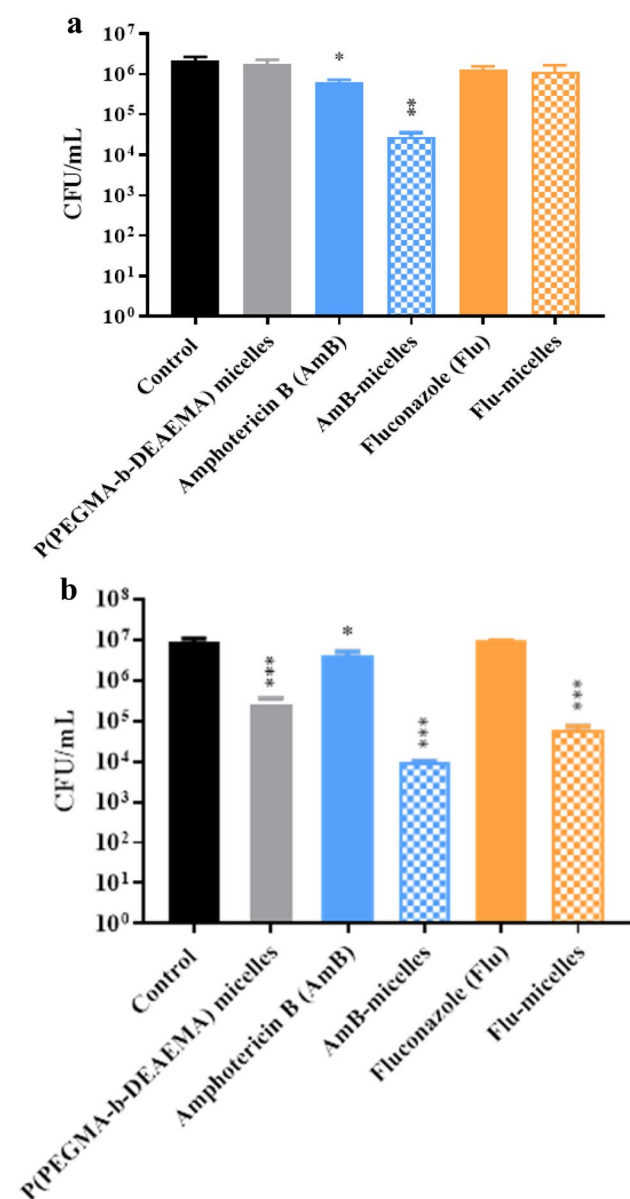 a
10⁷
10⁶
10⁵
10⁴
10³
10²
10¹
10⁰
CFU/mL
*
**
Control
P(PEGMA-b-DEAEMA) micelles
Amphotericin B (AmB)
AmB-micelles
Fluconazole (Flu)
Flu-micelles
b
10⁸
10⁷
10⁶
10⁵
10⁴
10³
10²
10¹
10⁰
CFU/mL
***
*
***
***
Control
P(PEGMA-b-DEAEMA) micelles
Amphotericin B (AmB)
AmB-micelles
Fluconazole (Flu)
Flu-micelles